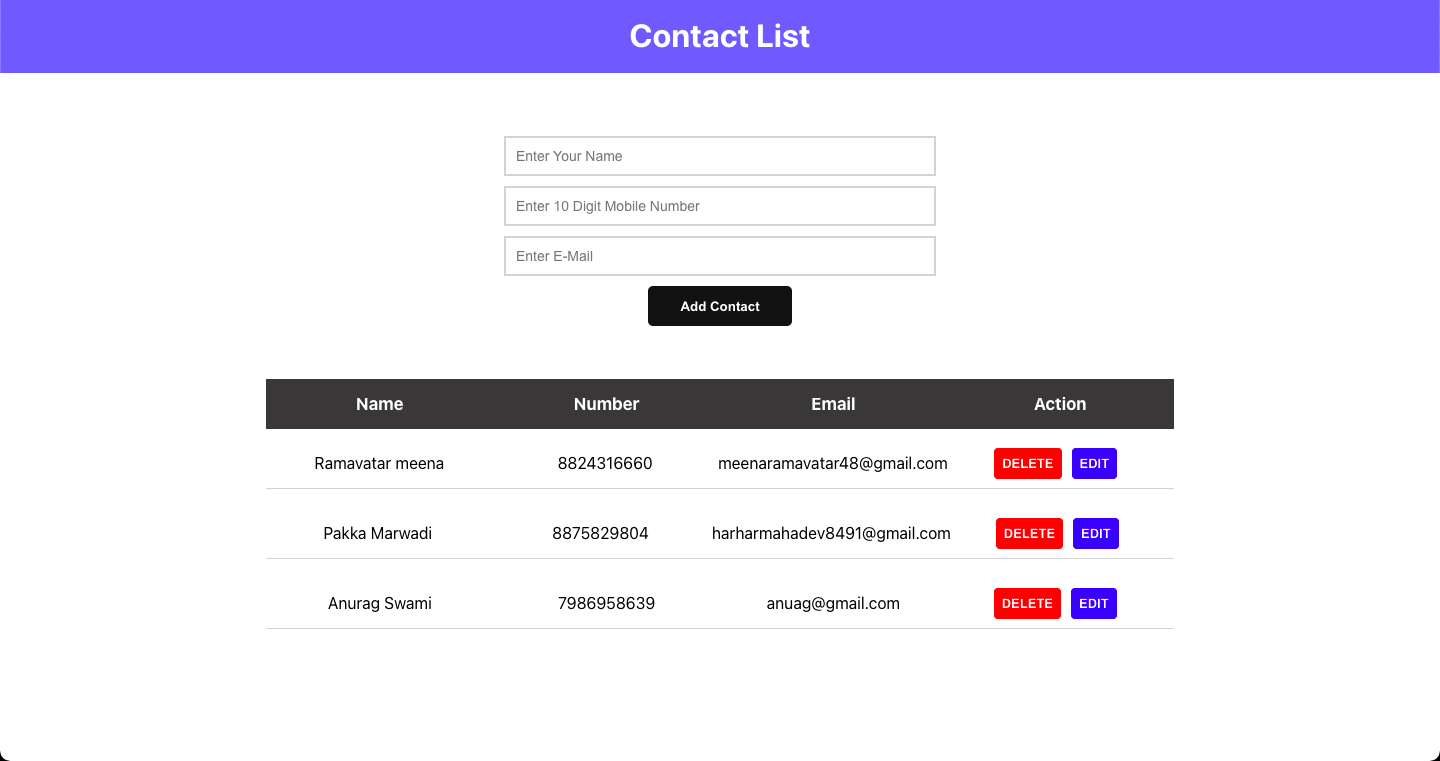 Contact List
Enter Your Name
Enter 10 Digit Mobile Number
Enter E-Mail
Add Contact
Name Number Email Action
Ramavatar meena 8824316660 meenaramavatar48@gmail.com DELETE EDIT
Pakka Marwadi 8875829804 harharmahadev8491@gmail.com DELETE EDIT
Anurag Swami 7986958639 anuag@gmail.com DELETE EDIT